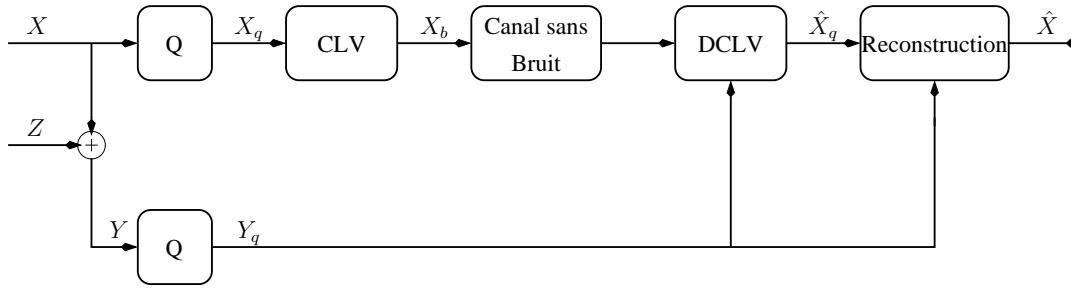 X
Q
X_q
CLV
X_b
Canal sans
Bruit
DCLV
X̂_q
Reconstruction
X̂
Z
+
Y
Q
Y_q